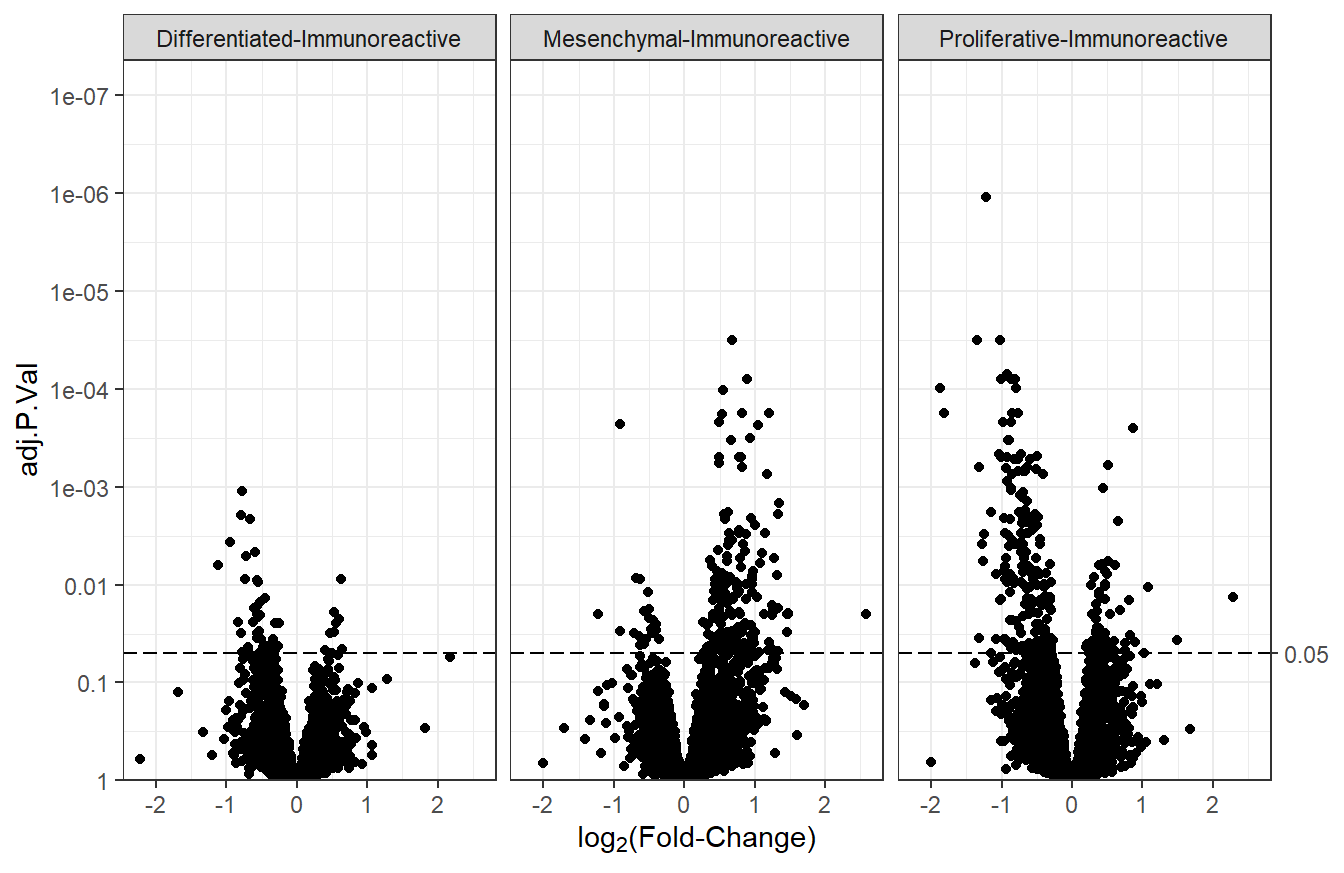 Differentiated-Immunoreactive
Mesenchymal-Immunoreactive
Proliferative-Immunoreactive
adj.P.Val
1e-07
1e-06
1e-05
1e-04
1e-03
0.01
0.1
1
0.05
-2 -1 0 1 2
-2 -1 0 1 2
-2 -1 0 1 2
log₂(Fold-Change)